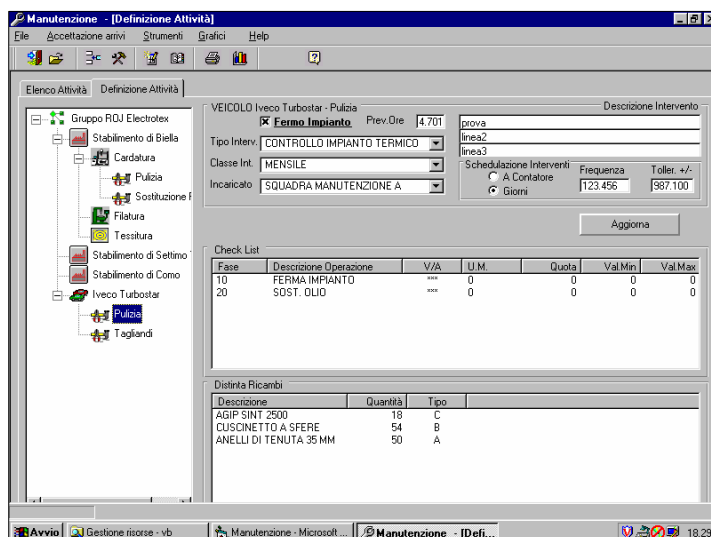 Manutenzione - [Definizione Attività]
File Accettazione arrivi Strumenti Grafici Help
Elenco Attività Definizione Attività
Gruppo ROJ Electrotex
Stabilimento di Biella
Cardatura
Pulizia
Sostituzione F
Filatura
Tessitura
Stabilimento di Settimo
Stabilimento di Como
Iveco Turbostar
Pulizia
Tagliandi
VEICOLO Iveco Turbostar - Pulizia
Fermo Impianto Prev.Ore 4.701
Tipo Interv. CONTROLLO IMPIANTO TERMICO
Classe Int. MENSILE
Incaricato SQUADRA MANUTENZIONE A
Descrizione Intervento
prova
linea2
linea3
Schedulazione Interventi
A Contatore
Giorni
Frequenza Toller. +/-
123.456 987.100
Aggiorna
Check List
Fase Descrizione Operazione V/A U.M. Quota Val.Min Val.Max
10 FERMA IMPIANTO *** 0 0 0 0
20 SOST. OLIO *** 0 0 0 0
Distinta Ricambi
Descrizione Quantità Tipo
AGIP SINT 2500 18 C
CUSCINETTO A SFERE 54 B
ANELLI DI TENUTA 35 MM 50 A
Avvio Gestione risorse - vb Manutenzione - Microsoft ... Manutenzione - [Defi... 18.29